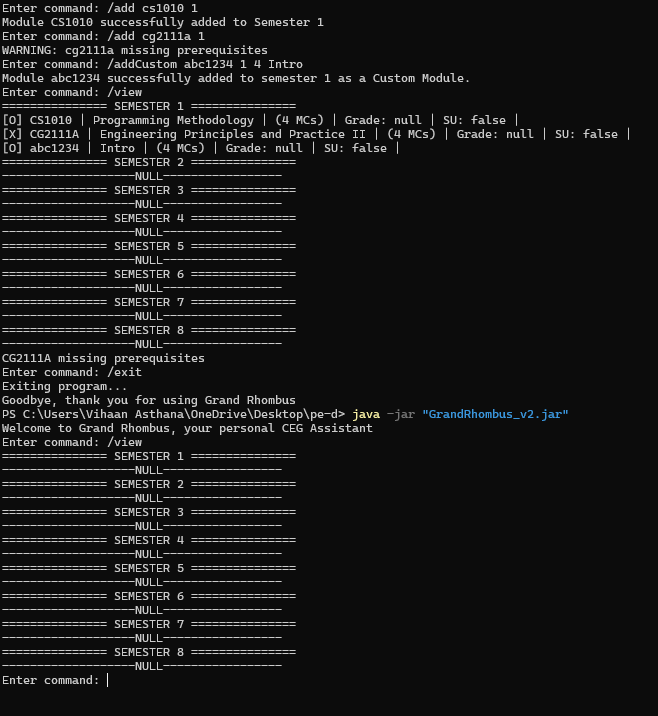 Enter command: /add cs1010 1
Module CS1010 successfully added to Semester 1
Enter command: /add cg2111a 1
WARNING: cg2111a missing prerequisites
Enter command: /addCustom abc1234 1 4 Intro
Module abc1234 successfully added to semester 1 as a Custom Module.
Enter command: /view
=============== SEMESTER 1 ===============
[O] CS1010 | Programming Methodology | (4 MCs) | Grade: null | SU: false |
[X] CG2111A | Engineering Principles and Practice II | (4 MCs) | Grade: null | SU: false |
[O] abc1234 | Intro | (4 MCs) | Grade: null | SU: false |
=============== SEMESTER 2 ===============
-------------------NULL-----------------
=============== SEMESTER 3 ===============
-------------------NULL-----------------
=============== SEMESTER 4 ===============
-------------------NULL-----------------
=============== SEMESTER 5 ===============
-------------------NULL-----------------
=============== SEMESTER 6 ===============
-------------------NULL-----------------
=============== SEMESTER 7 ===============
-------------------NULL-----------------
=============== SEMESTER 8 ===============
-------------------NULL-----------------
CG2111A missing prerequisites
Enter command: /exit
Exiting program...
Goodbye, thank you for using Grand Rhombus
PS C:\Users\Vihaan Asthana\OneDrive\Desktop\pe-d> java -jar "GrandRhombus_v2.jar"
Welcome to Grand Rhombus, your personal CEG Assistant
Enter command: /view
=============== SEMESTER 1 ===============
-------------------NULL-----------------
=============== SEMESTER 2 ===============
-------------------NULL-----------------
=============== SEMESTER 3 ===============
-------------------NULL-----------------
=============== SEMESTER 4 ===============
-------------------NULL-----------------
=============== SEMESTER 5 ===============
-------------------NULL-----------------
=============== SEMESTER 6 ===============
-------------------NULL-----------------
=============== SEMESTER 7 ===============
-------------------NULL-----------------
=============== SEMESTER 8 ===============
-------------------NULL-----------------
Enter command: